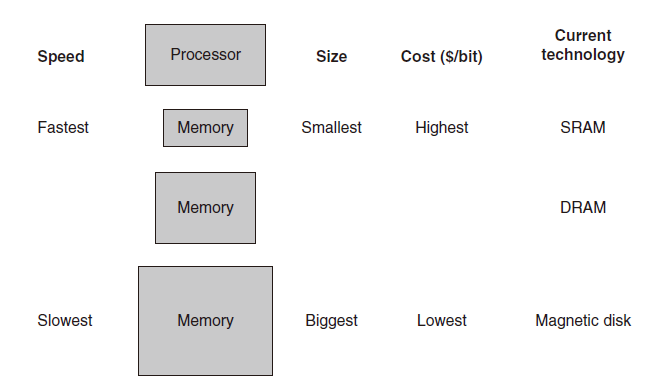 Speed Processor Size Cost ($/bit) Current
technology
Fastest Memory Smallest Highest SRAM
Memory DRAM
Slowest Memory Biggest Lowest Magnetic disk